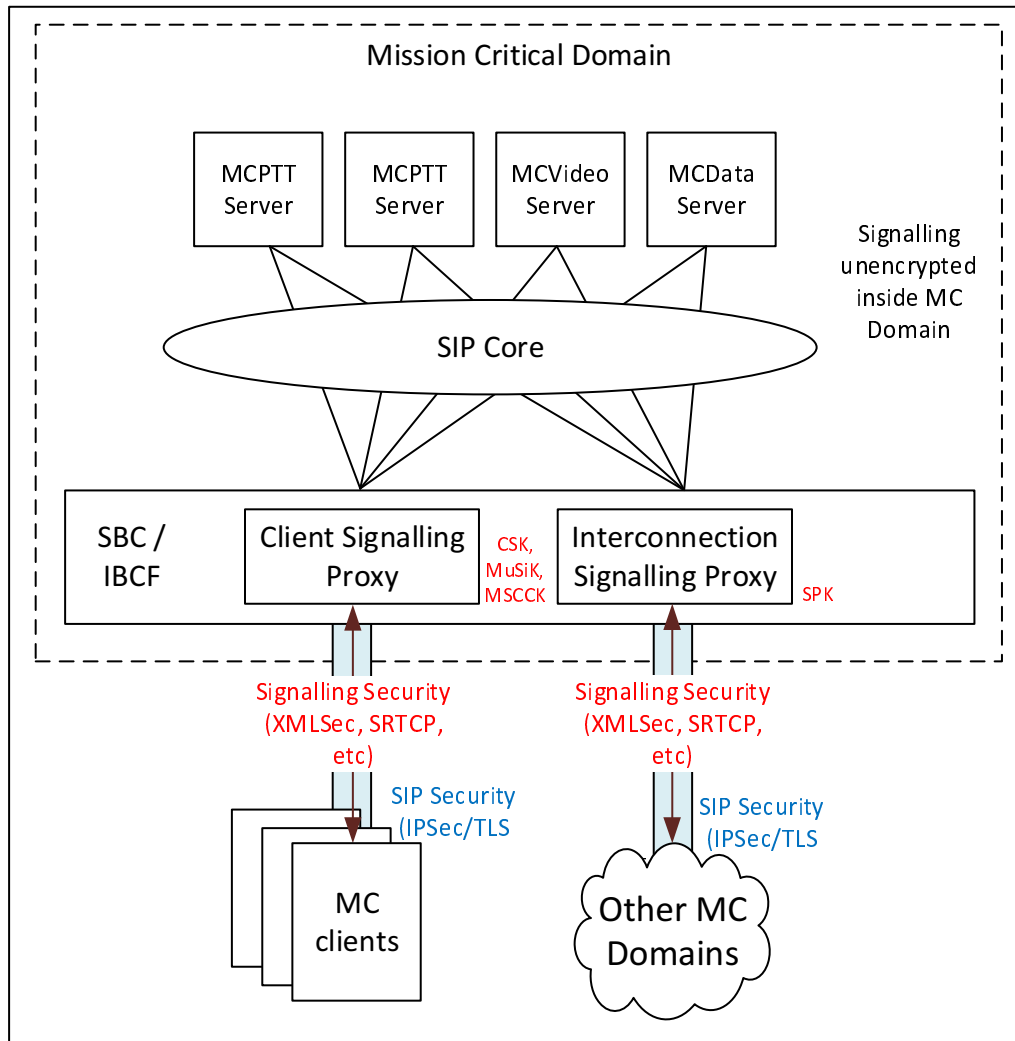 Mission Critical Domain
MCPTT
Server
MCPTT
Server
MCVideo
Server
MCData
Server
Signalling
unencrypted
inside MC
Domain
SIP Core
SBC /
IBCF
Client Signalling
Proxy
CSK,
MuSiK,
MSCCK
Interconnection
Signalling Proxy
SPK
Signalling Security
(XMLSec, SRTCP,
etc)
Signalling Security
(XMLSec, SRTCP,
etc)
SIP Security
(IPSec/TLS
SIP Security
(IPSec/TLS
MC
clients
Other MC
Domains